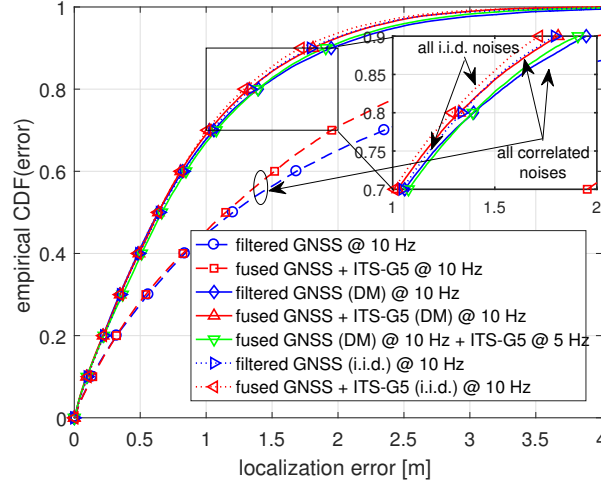 empirical CDF(error)
1
0.8
0.6
0.4
0.2
0
0
0.5
1
1.5
2
2.5
3
3.5
4
localization error [m]
0.9
0.85
0.8
0.75
0.7
1
1.5
2
all i.i.d. noises
all correlated
noises
filtered GNSS @ 10 Hz
fused GNSS + ITS-G5 @ 10 Hz
filtered GNSS (DM) @ 10 Hz
fused GNSS + ITS-G5 (DM) @ 10 Hz
fused GNSS (DM) @ 10 Hz + ITS-G5 @ 5 Hz
filtered GNSS (i.i.d.) @ 10 Hz
fused GNSS + ITS-G5 (i.i.d.) @ 10 Hz